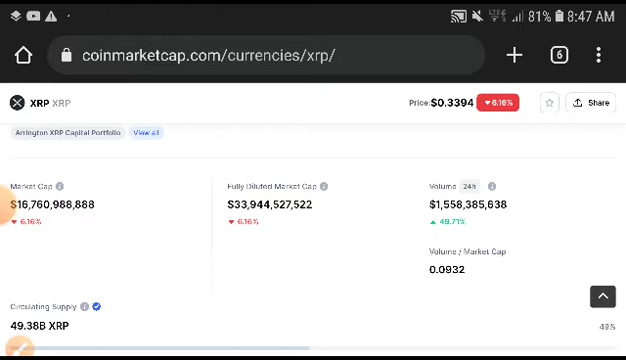 81% 8:47 AM
coinmarketcap.com/currencies/xrp/
6
XRP XRP Price:$0.3394 ▾ 6.16% Share
Arrington XRP Capital Portfolio View all
Market Cap Fully Diluted Market Cap Volume 24h
$16,760,988,888 $33,944,527,522 $1,558,385,638
▾ 6.16% ▾ 6.16% ▴ 49.71%
Volume / Market Cap
0.0932
Circulating Supply
49.38B XRP 49%